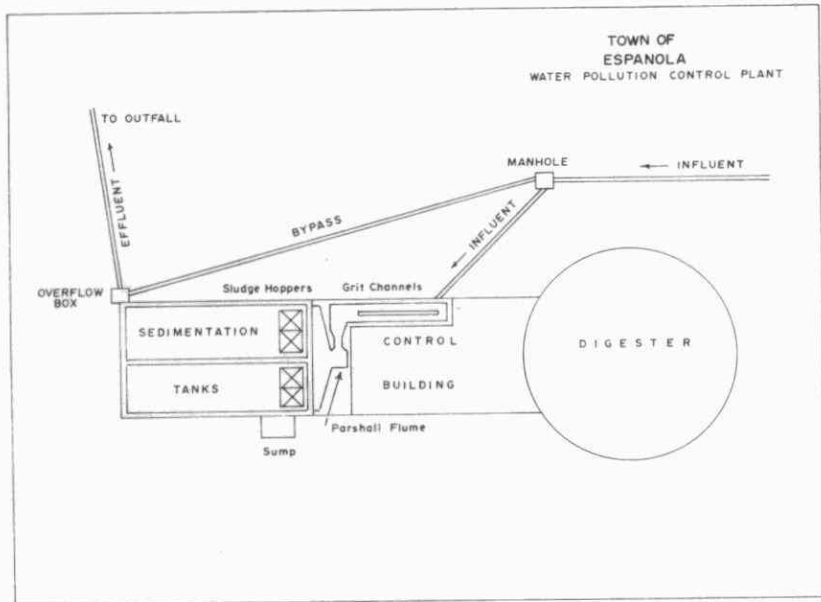 TOWN OF
ESPANOLA
WATER POLLUTION CONTROL PLANT
TO OUTFALL
MANHOLE
INFLUENT
EFFLUENT
BYPASS
INFLUENT
OVERFLOW
BOX
Sludge Hoppers
Grit Channels
SEDIMENTATION
CONTROL
DIGESTER
TANKS
BUILDING
Parshall Flume
Sump